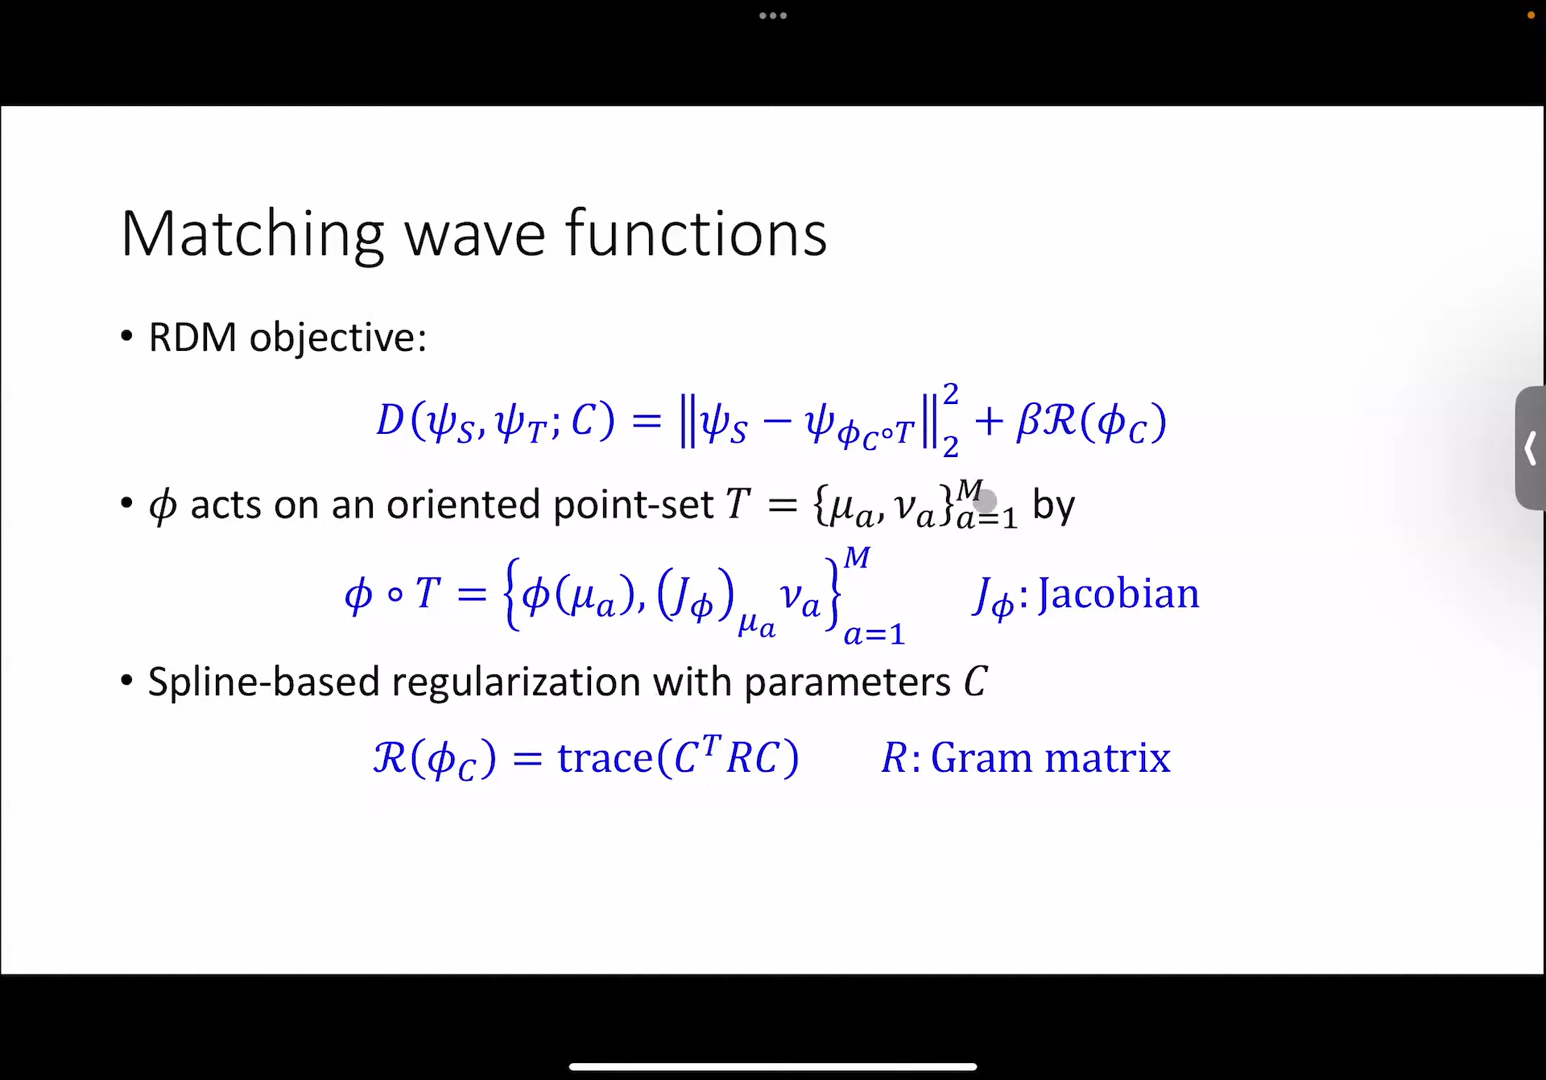 Matching wave functions
• RDM objective:
D(ψ_S, ψ_T; C) = ‖ψ_S − ψ_{ϕ_C∘T}‖_2^2 + βℛ(ϕ_C)
• ϕ acts on an oriented point-set T = {μ_a, ν_a}_{a=1}^M by
ϕ ∘ T = {ϕ(μ_a), (J_ϕ)_{μ_a} ν_a}_{a=1}^M J_ϕ: Jacobian
• Spline-based regularization with parameters C
ℛ(ϕ_C) = trace(C^T RC) R: Gram matrix